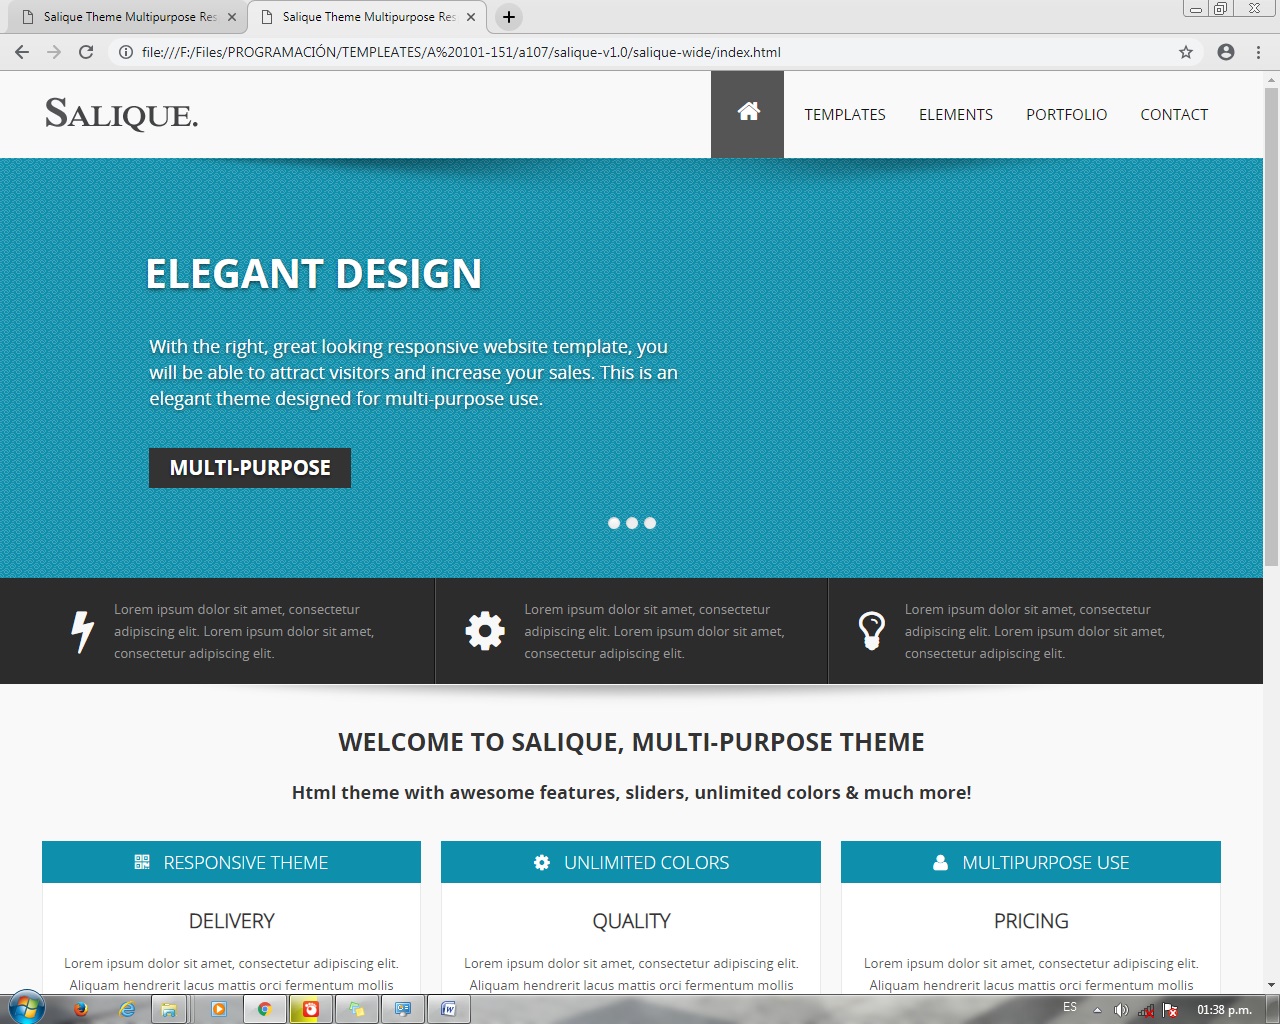 Salique Theme Multipurpose Res
Salique Theme Multipurpose Res
file:///F:/Files/PROGRAMACIÓN/TEMPLEATES/A%20101-151/a107/salique-v1.0/salique-wide/index.html
SALIQUE.
TEMPLATES ELEMENTS PORTFOLIO CONTACT
ELEGANT DESIGN
With the right, great looking responsive website template, you
will be able to attract visitors and increase your sales. This is an
elegant theme designed for multi-purpose use.
MULTI-PURPOSE
Lorem ipsum dolor sit amet, consectetur
adipiscing elit. Lorem ipsum dolor sit amet,
consectetur adipiscing elit.
Lorem ipsum dolor sit amet, consectetur
adipiscing elit. Lorem ipsum dolor sit amet,
consectetur adipiscing elit.
Lorem ipsum dolor sit amet, consectetur
adipiscing elit. Lorem ipsum dolor sit amet,
consectetur adipiscing elit.
WELCOME TO SALIQUE, MULTI-PURPOSE THEME
Html theme with awesome features, sliders, unlimited colors & much more!
RESPONSIVE THEME
DELIVERY
Lorem ipsum dolor sit amet, consectetur adipiscing elit.
Aliquam hendrerit lacus mattis orci fermentum mollis
UNLIMITED COLORS
QUALITY
Lorem ipsum dolor sit amet, consectetur adipiscing elit.
Aliquam hendrerit lacus mattis orci fermentum mollis
MULTIPURPOSE USE
PRICING
Lorem ipsum dolor sit amet, consectetur adipiscing elit.
Aliquam hendrerit lacus mattis orci fermentum mollis
ES
01:38 p.m.